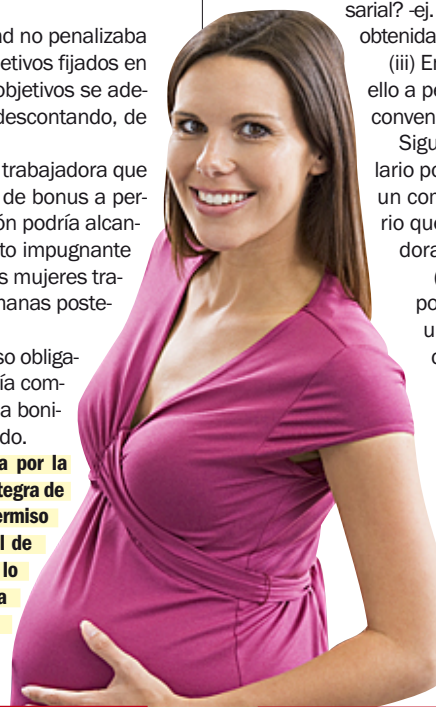 ad no penalizaba
etivos fijados en
objetivos se ade-
descontando, de
trabajadora que
de bonus a per-
ón podría alcan-
to impugnante
s mujeres tra-
manas poste-
so obliga-
ía com-
a boni-
do.
a por la
tegra de
ermiso
l de
lo
a
sarial? -ej.
obtenida
(iii) En
ello a pe
conven
Sigu
lario po
un con
rio que
dora
(
po
u
c